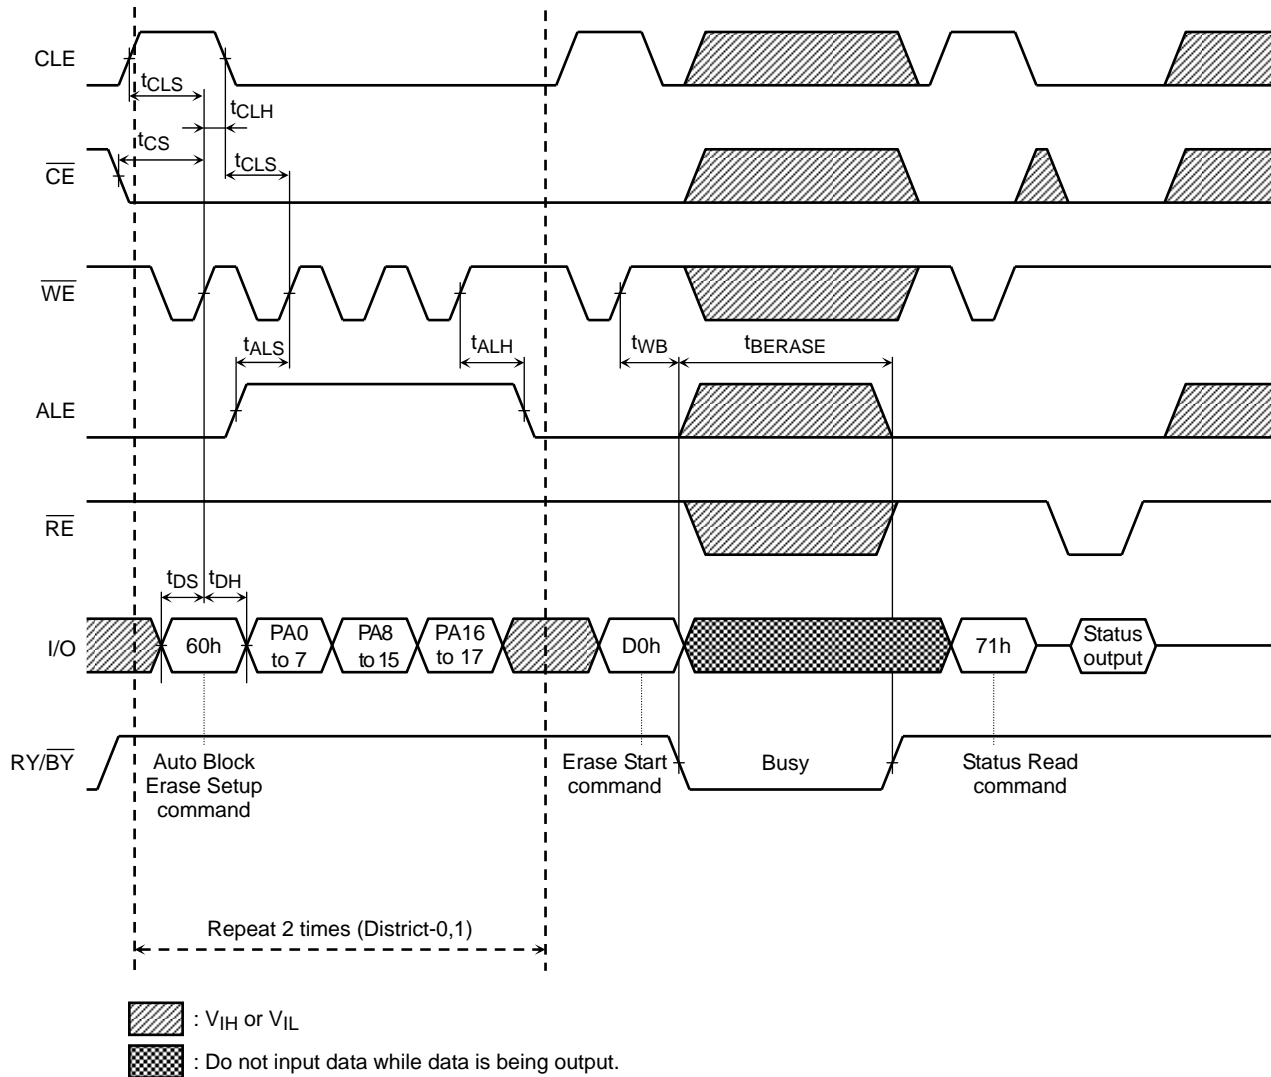 CLE
tCLS
tCLH
tCS
tCLS
CE
WE
tALS
tALH
tWB
tBERASE
ALE
RE
tDS
tDH
I/O
60h
PA0
to 7
PA8
to 15
PA16
to 17
D0h
71h
Status
output
RY/BY
Auto Block
Erase Setup
command
Erase Start
command
Busy
Status Read
command
Repeat 2 times (District-0,1)
: VIH or VIL
: Do not input data while data is being output.